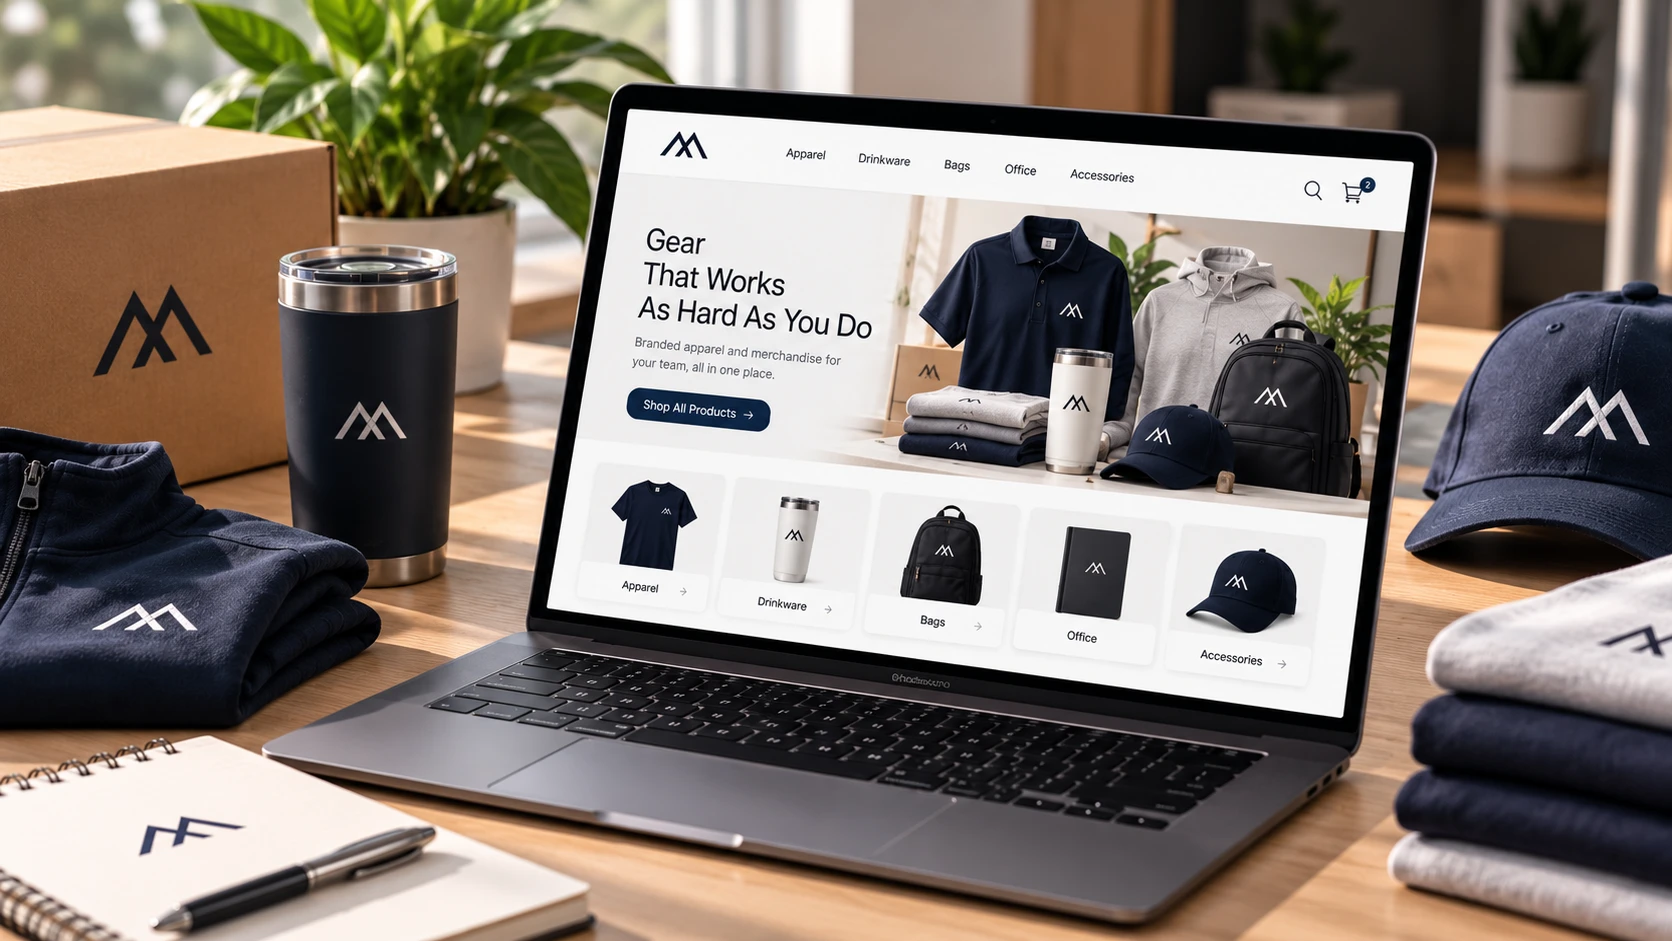 Apparel
Drinkware
Bags
Office
Accessories
2
Gear
That Works
As Hard As You Do
Branded apparel and merchandise for
your team, all in one place.
Shop All Products →
Apparel →
Drinkware →
Bags →
Office
Accessories →